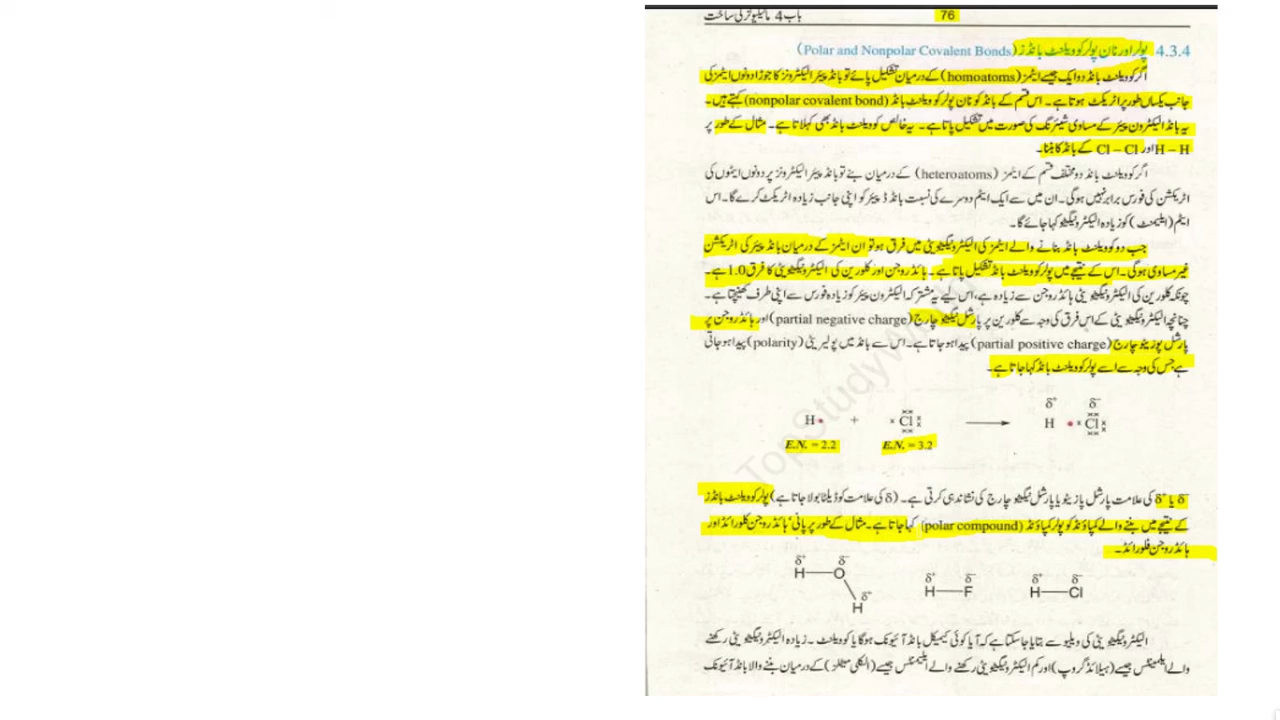 باب 4 مالیکیولز کی ساخت
76
4.3.4 پولر اور نان پولر کوویلنٹ بانڈز (Polar and Nonpolar Covalent Bonds)
اگر کوویلنٹ بانڈ دو ایک جیسے ایٹمز (homoatoms) کے درمیان تشکیل پائے تو بانڈ پیئر الیکٹرونز کا جوڑا دونوں ایٹمز کی
جانب یکساں طور پر اٹریکٹ ہوتا ہے۔ اس قسم کے بانڈ کو نان پولر کوویلنٹ بانڈ (nonpolar covalent bond) کہتے ہیں۔
یہ بانڈ الیکٹرون پیئر کے مساوی شیئرنگ کی صورت میں تشکیل پاتا ہے۔ یہ خالص کوویلنٹ بانڈ بھی کہلاتا ہے۔ مثال کے طور پر
H – H اور Cl – Cl کے بانڈ کا بننا۔
اگر کوویلنٹ بانڈ دو مختلف قسم کے ایٹمز (heteroatoms) کے درمیان بنے تو بانڈ پیئر الیکٹرونز پر دونوں ایٹموں کی
اٹریکشن کی فورس برابر نہیں ہوگی۔ ان میں سے ایک ایٹم دوسرے کی نسبت بانڈ پیئر کو اپنی جانب زیادہ اٹریکٹ کرے گا۔ اس
ایٹم (ایلیمنٹ) کو زیادہ الیکٹرونیگیٹو کہا جائے گا۔
جب دو کوویلنٹ بانڈ بنانے والے ایٹمز کی الیکٹرونیگیٹویٹی میں فرق ہو تو ان ایٹمز کے درمیان بانڈ پیئر کی اٹریکشن
غیر مساوی ہوگی۔ اس کے نتیجے میں پولر کوویلنٹ بانڈ تشکیل پاتا ہے۔ ہائڈروجن اور کلورین کی الیکٹرونیگیٹویٹی کا فرق 1.0 ہے۔
چونکہ کلورین کی الیکٹرونیگیٹویٹی ہائڈروجن سے زیادہ ہے، اس لیے یہ مشترکہ الیکٹرون پیئر کو زیادہ فورس سے اپنی طرف کھینچتا ہے۔
چنانچہ الیکٹرونیگیٹویٹی کے اس فرق کی وجہ سے کلورین پر پارشل نیگیٹو چارج (partial negative charge) اور ہائڈروجن پر
پارشل پوزیٹو چارج (partial positive charge) پیدا ہو جاتا ہے۔ اس سے بانڈ میں پولیریٹی (polarity) پیدا ہو جاتی
ہے جس کی وجہ سے اسے پولر کوویلنٹ بانڈ کہا جاتا ہے۔
δ+ δ–
H + Cl → H Cl
E.N. = 2.2 E.N. = 3.2
δ– یا δ+ کی علامت پارشل پازیٹو یا پارشل نیگیٹو چارج کی نشاندہی کرتی ہے۔ (δ کی علامت کو ڈیلٹا بولا جاتا ہے) پولر کوویلنٹ بانڈز
کے نتیجے میں بننے والے کمپاؤنڈ کو پولر کمپاؤنڈ (polar compound) کہا جاتا ہے۔ مثال کے طور پر پانی، ہائڈروجن کلورائڈ اور
ہائڈروجن فلورائڈ۔
δ+ δ– δ+ δ– δ+ δ–
H—O H—F H—Cl
δ+
H
الیکٹرونیگیٹویٹی کی ویلیو سے بتایا جا سکتا ہے کہ آیا کوئی کیمیکل بانڈ آئیونک ہوگا یا کوویلنٹ۔ زیادہ الیکٹرونیگیٹویٹی رکھنے
والے ایلیمنٹس جیسے (ہیلائڈ گروپ) اور کم الیکٹرونیگیٹویٹی رکھنے والے ایلیمنٹس جیسے (الکلی میٹلز) کے درمیان بننے والا بانڈ آئیونک
TopStudyW